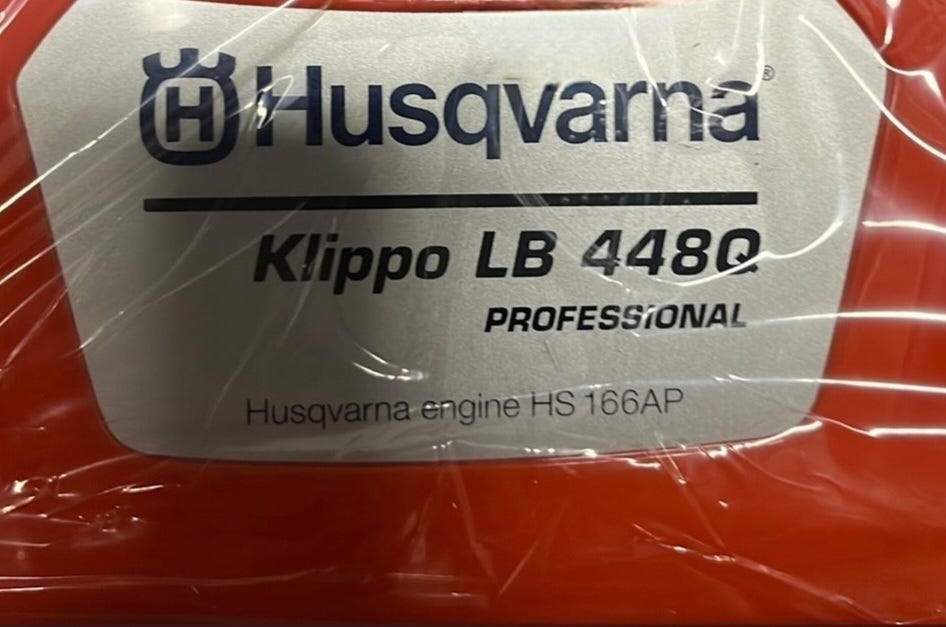 H Husqvarna®
Klippo LB 448Q
PROFESSIONAL
Husqvarna engine HS 166AP